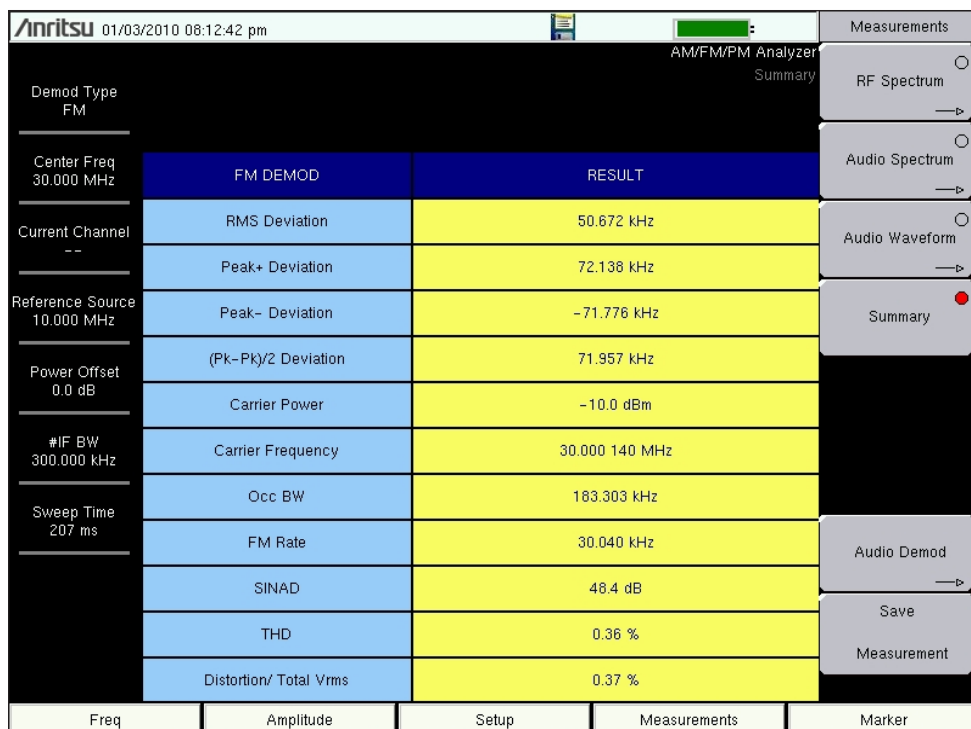 Anritsu 01/03/2010 08:12:42 pm
AM/FM/PM Analyzer
Summary
Demod Type
FM
Center Freq
30.000 MHz
Current Channel
--
Reference Source
10.000 MHz
Power Offset
0.0 dB
#IF BW
300.000 kHz
Sweep Time
207 ms
FM DEMOD RESULT
RMS Deviation 50.672 kHz
Peak+ Deviation 72.138 kHz
Peak- Deviation -71.776 kHz
(Pk-Pk)/2 Deviation 71.957 kHz
Carrier Power -10.0 dBm
Carrier Frequency 30.000 140 MHz
Occ BW 183.303 kHz
FM Rate 30.040 kHz
SINAD 48.4 dB
THD 0.36 %
Distortion/ Total Vrms 0.37 %
Measurements
RF Spectrum
Audio Spectrum
Audio Waveform
Summary
Audio Demod
Save
Measurement
Freq Amplitude Setup Measurements Marker